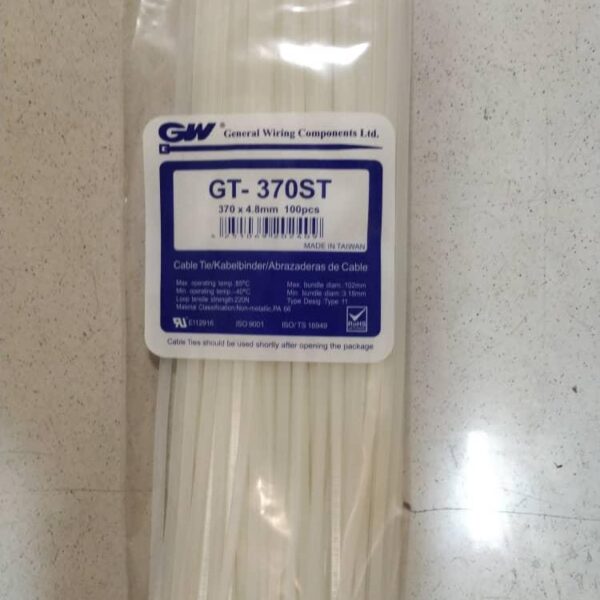 GW® General Wiring Components Ltd.
GT- 370ST
370 x 4.8mm 100pcs
MADE IN TAIWAN
Cable Tie/Kabelbinder/Abrazaderas de Cable
Max. operating temp.:85ºC Max. bundle diam.:102mm
Min. operating temp.:-40ºC Min. bundle diam.:3.18mm
Loop tensile strength:220N Type Desig. Type 11
Material Classification:Non-metallic,PA 66
E112916 ISO 9001 ISO/TS 16949 RoHS
Cable Ties should be used shortly after opening the package